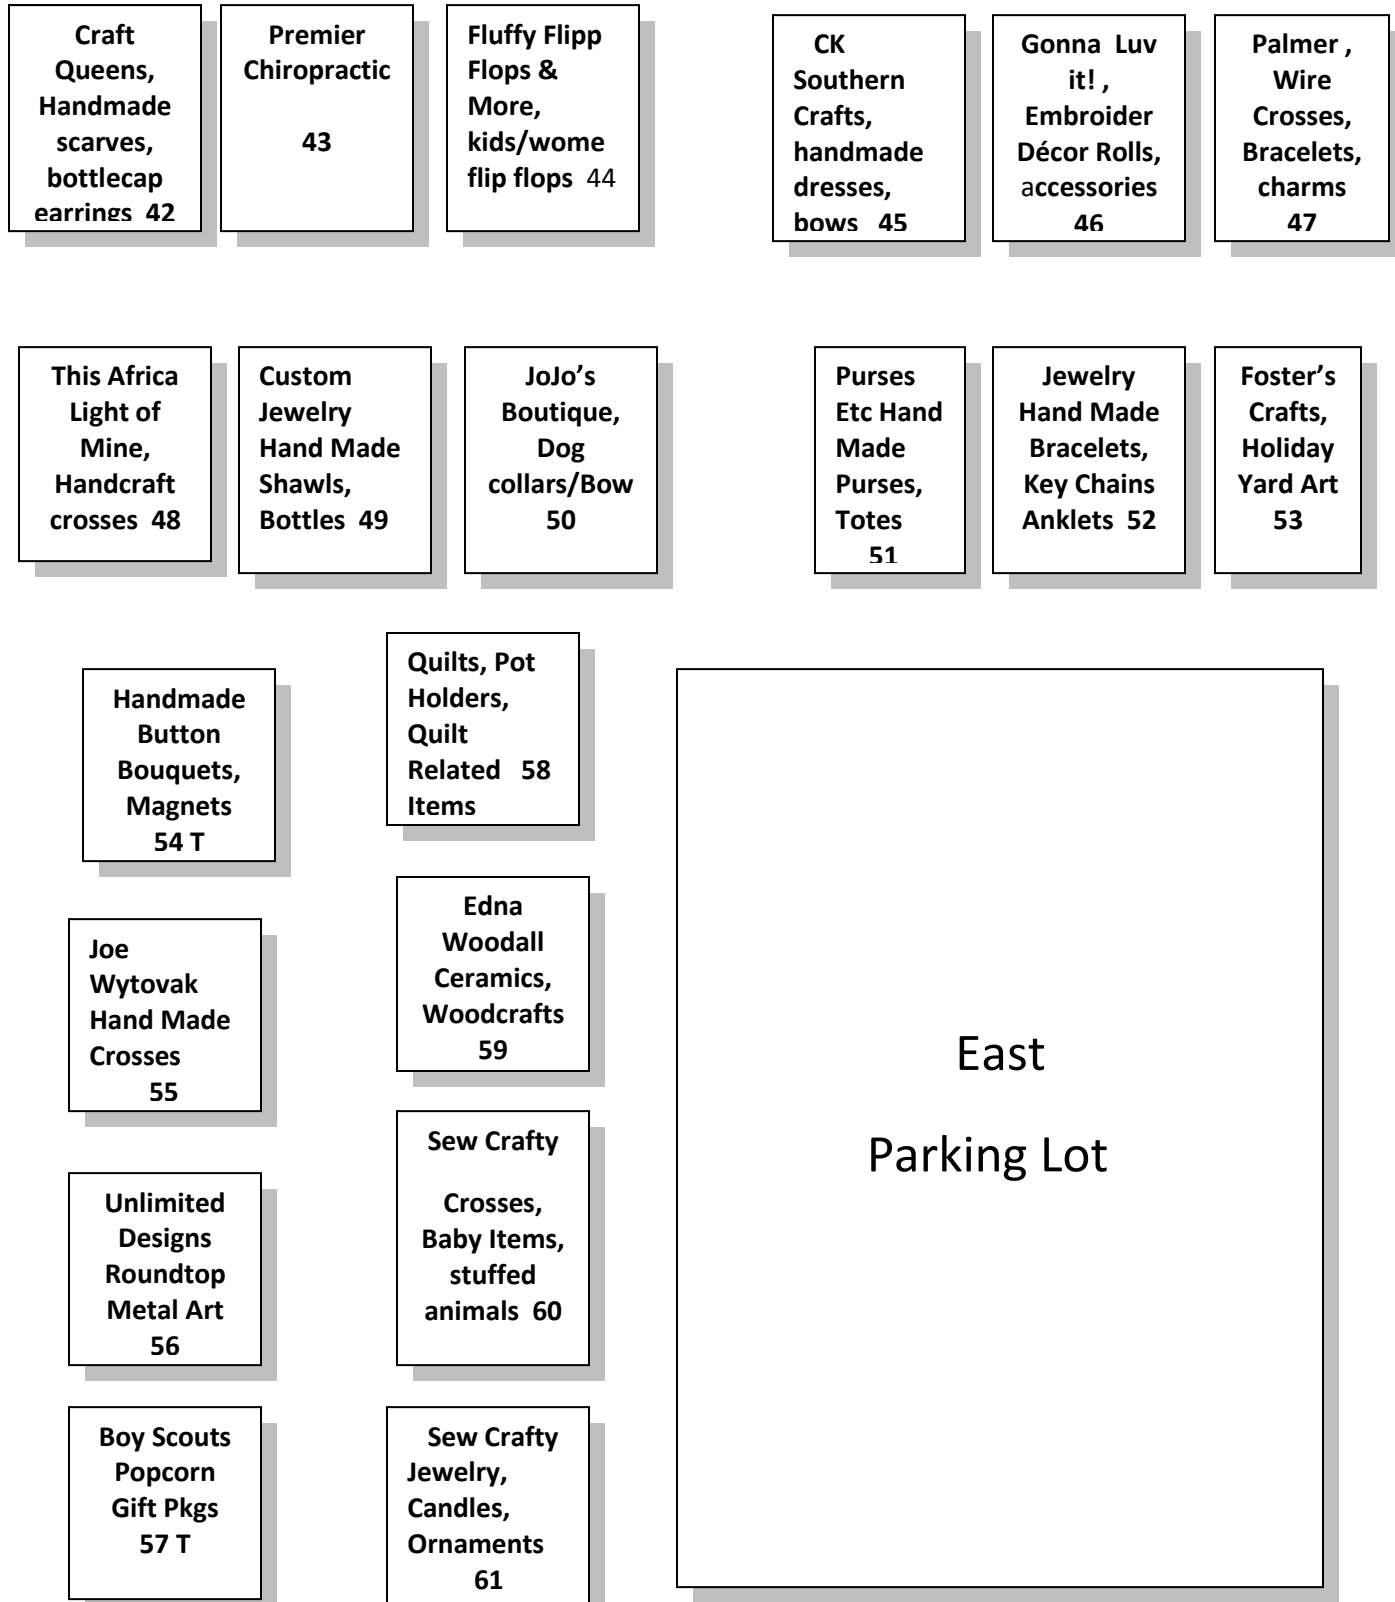 Craft
Queens,
Handmade
scarves,
bottlecap
earrings 42
Premier
Chiropractic
43
Fluffy Flipp
Flops &
More,
kids/wome
flip flops 44
CK
Southern
Crafts,
handmade
dresses,
bows 45
Gonna Luv
it! ,
Embroider
Décor Rolls,
accessories
46
Palmer ,
Wire
Crosses,
Bracelets,
charms
47
This Africa
Light of
Mine,
Handcraft
crosses 48
Custom
Jewelry
Hand Made
Shawls,
Bottles 49
JoJo’s
Boutique,
Dog
collars/Bow
50
Purses
Etc Hand
Made
Purses,
Totes
51
Jewelry
Hand Made
Bracelets,
Key Chains
Anklets 52
Foster’s
Crafts,
Holiday
Yard Art
53
Handmade
Button
Bouquets,
Magnets
54 T
Quilts, Pot
Holders,
Quilt
Related 58
Items
Joe
Wytovak
Hand Made
Crosses
55
Edna
Woodall
Ceramics,
Woodcrafts
59
Unlimited
Designs
Roundtop
Metal Art
56
Sew Crafty
Crosses,
Baby Items,
stuffed
animals 60
Boy Scouts
Popcorn
Gift Pkgs
57 T
Sew Crafty
Jewelry,
Candles,
Ornaments
61
East
Parking Lot